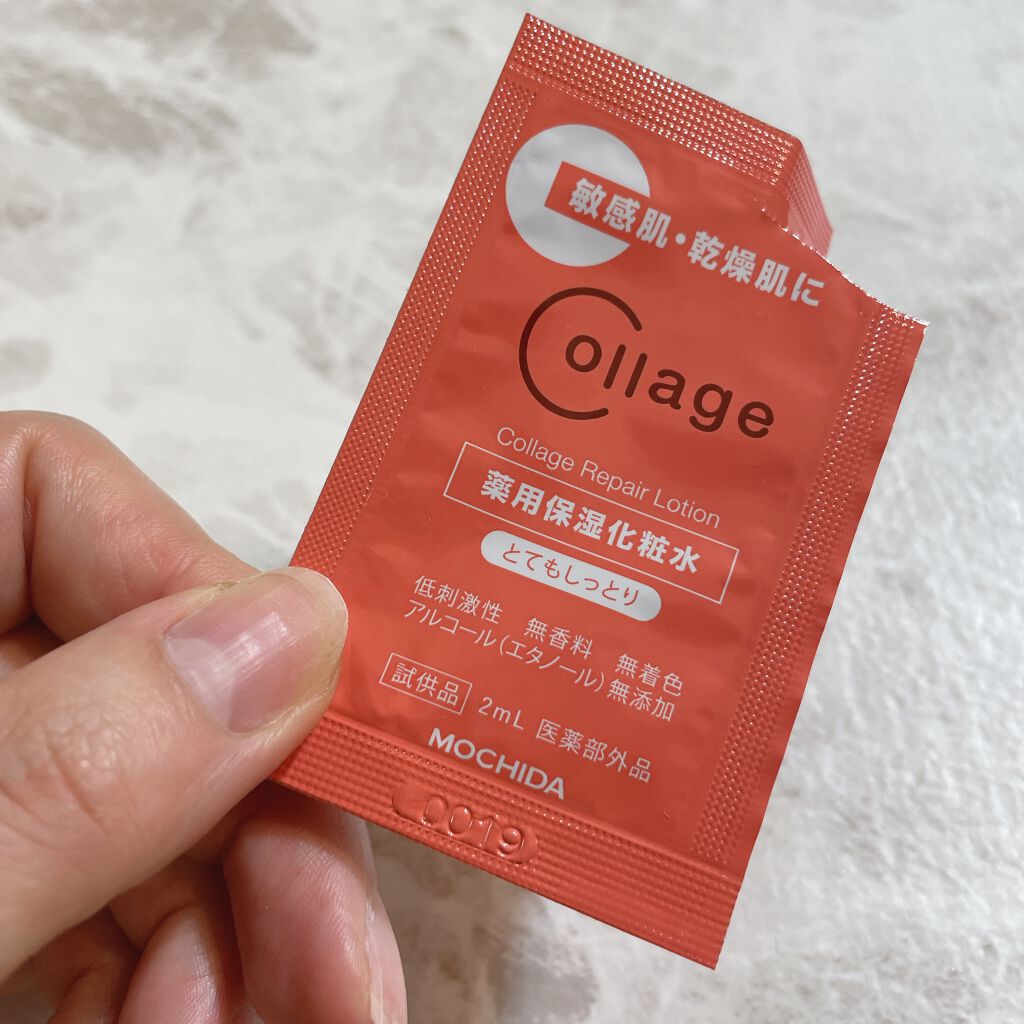 敏感肌・乾燥肌に
Collage
Collage Repair Lotion
薬用保湿化粧水
とてもしっとり
低刺激性 無香料 無着色
アルコール(エタノール)無添加
試供品 2mL 医薬部外品
MOCHIDA
0019